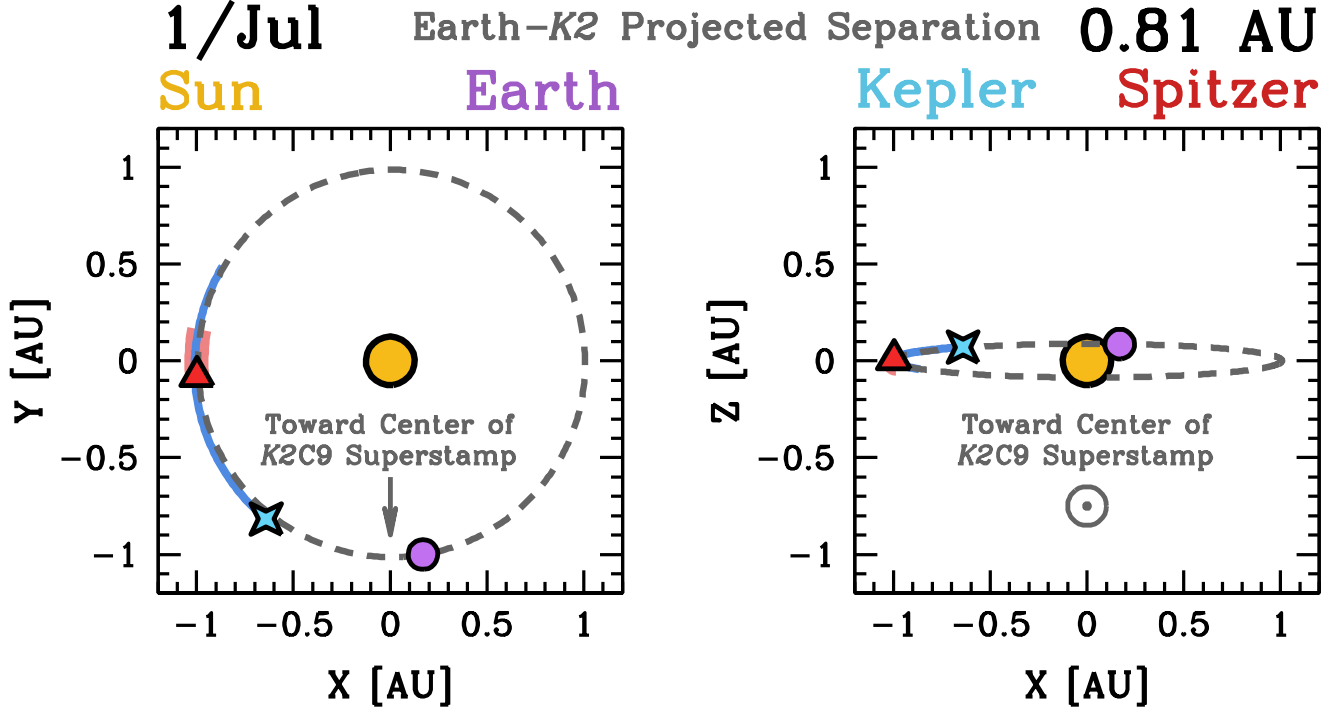 1/Jul Earth-K2 Projected Separation 0.81 AU
Sun Earth Kepler Spitzer
1
0.5
0
-0.5
-1
Y [AU]
Toward Center of
K2C9 Superstamp
-1 -0.5 0 0.5 1
X [AU]
1
0.5
0
-0.5
-1
Z [AU]
Toward Center of
K2C9 Superstamp
-1 -0.5 0 0.5 1
X [AU]